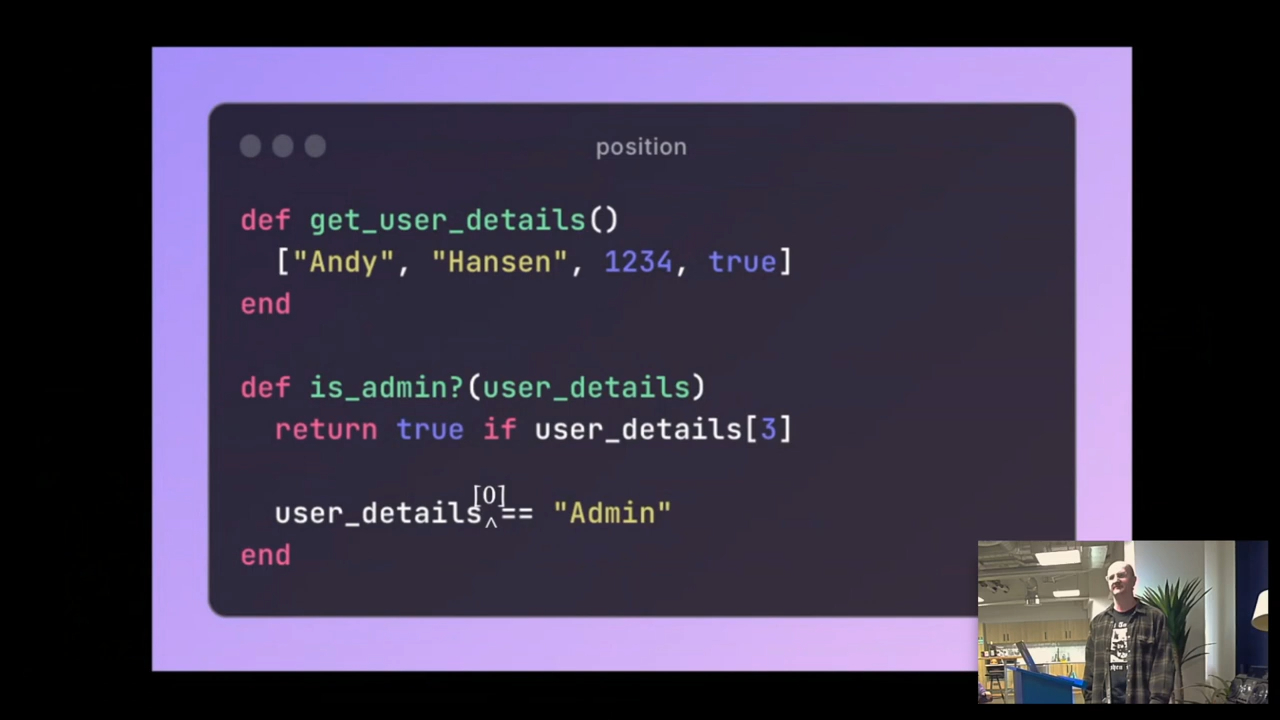 position
def get_user_details()
  ["Andy", "Hansen", 1234, true]
end
def is_admin?(user_details)
  return true if user_details[3]
  user_details[0] == "Admin"
^
end